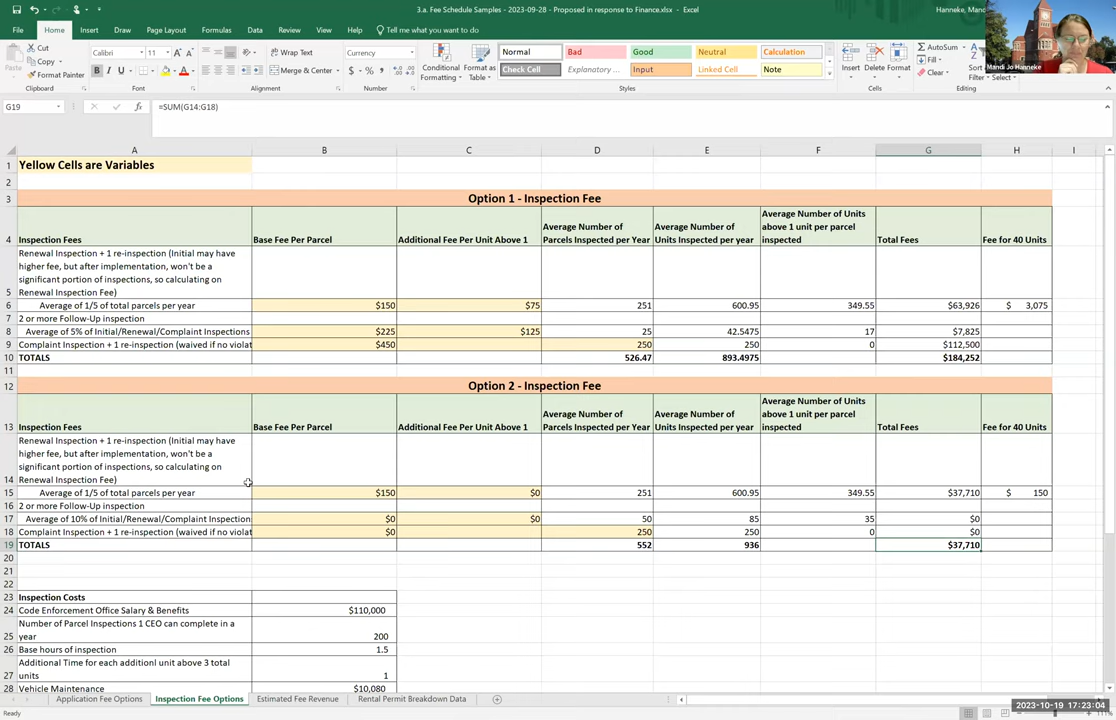 3.a. Fee Schedule Samples - 2023-09-28 - Proposed in response to Finance.xlsx - Excel
Hanneke, Mand
File Home Insert Draw Page Layout Formulas Data Review View Help Tell me what you want to do
Cut
Copy
Format Painter
Paste
Clipboard
Calibri 11
B I U
Font
Wrap Text
Merge & Center
Alignment
Currency
$ % ,
Number
Conditional Formatting
Format as Table
Normal Bad Good Neutral Calculation
Check Cell Explanatory ... Input Linked Cell Note
Styles
Insert Delete Format
Cells
AutoSum
Fill
Clear
Sort
Filter Select
Editing
Mandi Jo Hanneke
G19 fx =SUM(G14:G18)
A B C D E F G H I
1 Yellow Cells are Variables
2
3 Option 1 - Inspection Fee
4 Inspection Fees Base Fee Per Parcel Additional Fee Per Unit Above 1 Average Number of Parcels Inspected per Year Average Number of Units Inspected per year Average Number of Units above 1 unit per parcel inspected Total Fees Fee for 40 Units
Renewal Inspection + 1 re-inspection (Initial may have
higher fee, but after implementation, won't be a
significant portion of inspections, so calculating on
5 Renewal Inspection Fee)
6 Average of 1/5 of total parcels per year $150 $75 251 600.95 349.55 $63,926 $ 3,075
7 2 or more Follow-Up inspection
8 Average of 5% of Initial/Renewal/Complaint Inspections $225 $125 25 42.5475 17 $7,825
9 Complaint Inspection + 1 re-inspection (waived if no violat $450 250 250 0 $112,500
10 TOTALS 526.47 893.4975 $184,252
11
12 Option 2 - Inspection Fee
13 Inspection Fees Base Fee Per Parcel Additional Fee Per Unit Above 1 Average Number of Parcels Inspected per Year Average Number of Units Inspected per year Average Number of Units above 1 unit per parcel inspected Total Fees Fee for 40 Units
Renewal Inspection + 1 re-inspection (Initial may have
higher fee, but after implementation, won't be a
significant portion of inspections, so calculating on
14 Renewal Inspection Fee)
15 Average of 1/5 of total parcels per year $150 $0 251 600.95 349.55 $37,710 $ 150
16 2 or more Follow-Up inspection
17 Average of 10% of Initial/Renewal/Complaint Inspection $0 $0 50 85 35 $0
18 Complaint Inspection + 1 re-inspection (waived if no violat $0 250 250 0 $0
19 TOTALS 552 936 $37,710
20
21
22
23 Inspection Costs
24 Code Enforcement Office Salary & Benefits $110,000
Number of Parcel Inspections 1 CEO can complete in a
25 year 200
26 Base hours of inspection 1.5
Additional Time for each additionl unit above 3 total
27 units 1
28 Vehicle Maintenance $10,080
Application Fee Options Inspection Fee Options Estimated Fee Revenue Rental Permit Breakdown Data
Ready
2023-10-19 17:23:04